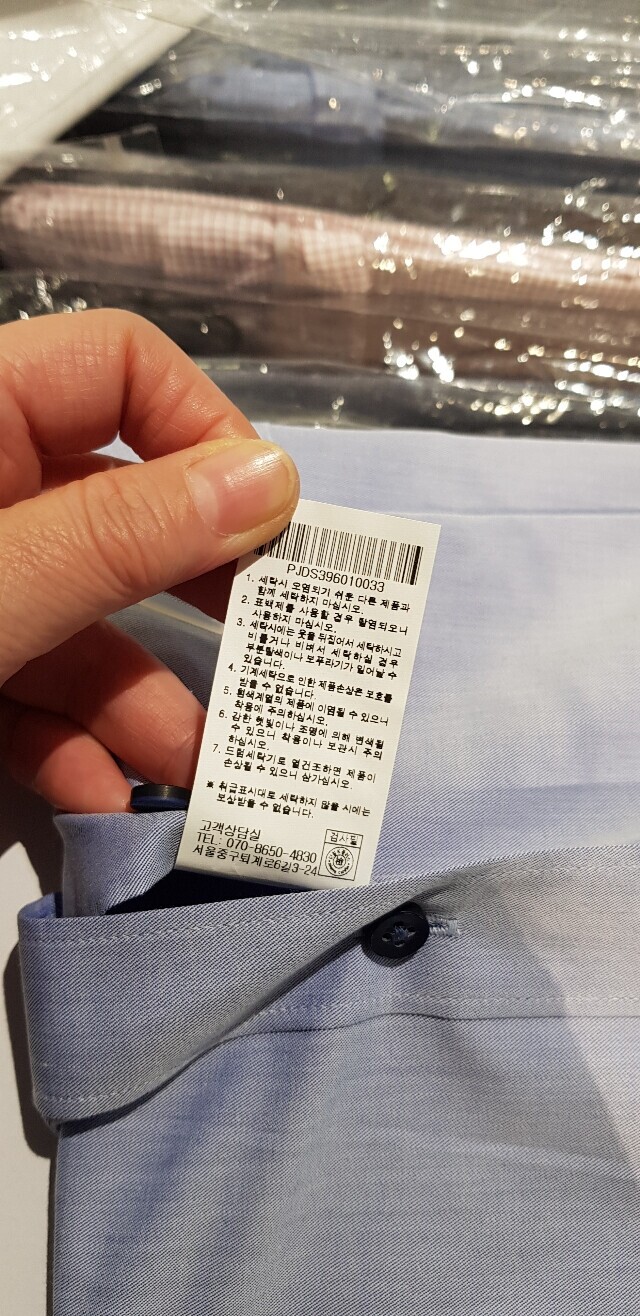 PJDS396010033
1. 세탁시 오염되기 쉬운 다른 제품과
함께 세탁하지 마십시오.
2. 표백제를 사용할 경우 탈염되오니
사용하지 마십시오.
3. 세탁시에는 옷을 뒤집어서 세탁하시고
비틀거나 비벼서 세탁하실 경우
부분탈색이나 보푸라기가 일어날 수
있습니다.
4. 기계세탁으로 인한 제품손상은 보호를
받을 수 없습니다.
5. 흰색계열의 제품에 이염될 수 있으니
착용에 주의하십시오.
6. 강한 햇빛이나 조명에 의해 변색될
수 있으니 착용이나 보관시 주의
하십시오.
7. 드럼세탁기로 열건조하면 제품이
손상될 수 있으니 삼가십시오.
※ 취급표시대로 세탁하지 않을 시에는
보상받을 수 없습니다.
고객상담실
TEL: 070-8650-4830
서울중구퇴계로6길3-24
검사필